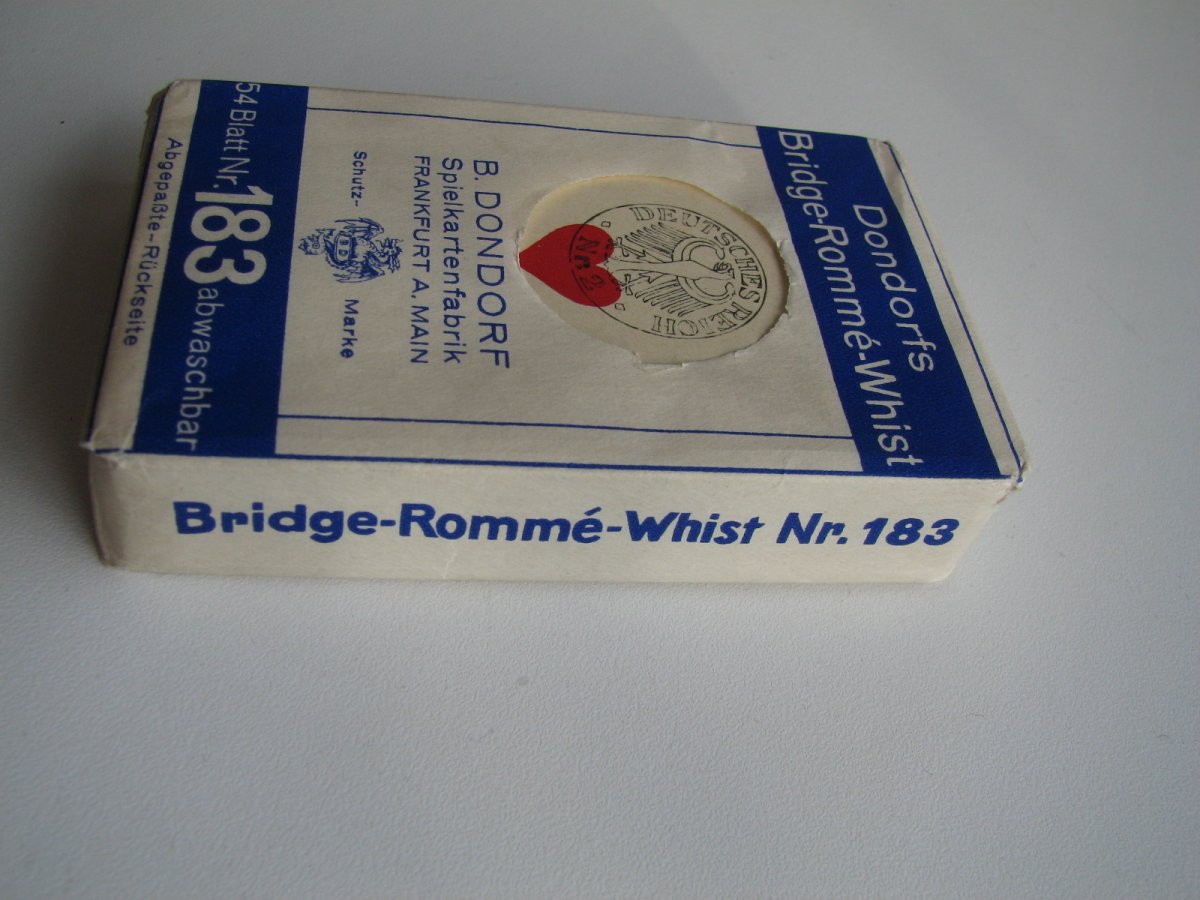 Dondorfs
Bridge-Rommé-Whist
DEUTSCHES REICH
Nr. 2
B. DONDORF
Spielkartenfabrik
FRANKFURT A. MAIN
Schutz- Marke
54 Blatt Nr. 183 abwaschbar
Abgepaßte-Rückseite
Bridge-Rommé-Whist Nr. 183